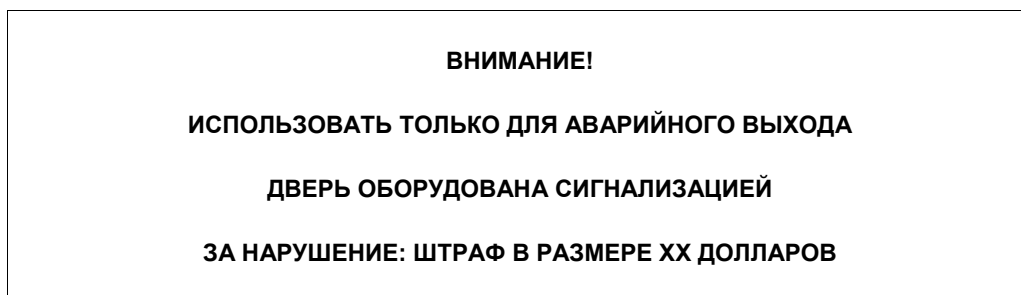 ВНИМАНИЕ!
ИСПОЛЬЗОВАТЬ ТОЛЬКО ДЛЯ АВАРИЙНОГО ВЫХОДА
ДВЕРЬ ОБОРУДОВАНА СИГНАЛИЗАЦИЕЙ
ЗА НАРУШЕНИЕ: ШТРАФ В РАЗМЕРЕ XX ДОЛЛАРОВ